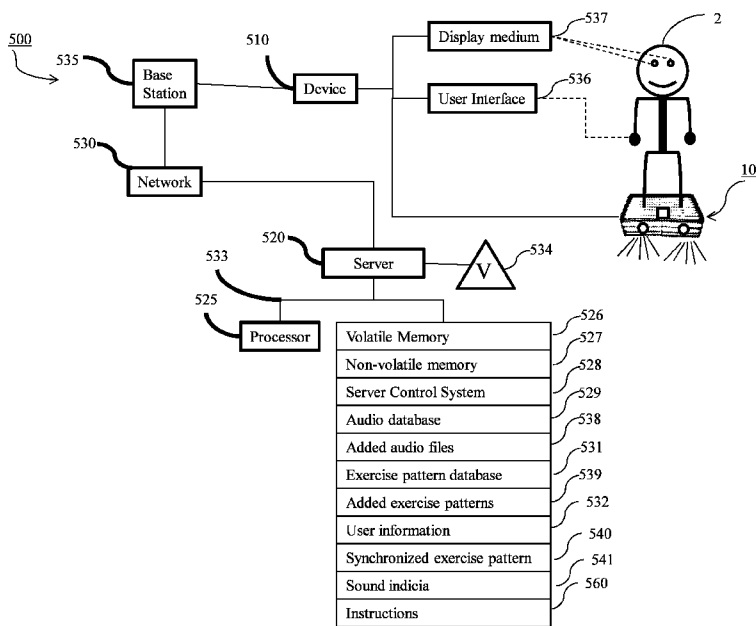 500
535
Base
Station
510
Device
Display medium
537
2
User Interface
536
530
Network
10
520
Server
V
534
533
525
Processor
Volatile Memory
526
Non-volatile memory
527
Server Control System
528
Audio database
529
Added audio files
538
Exercise pattern database
531
Added exercise patterns
539
User information
532
Synchronized exercise pattern
540
Sound indicia
541
Instructions
560